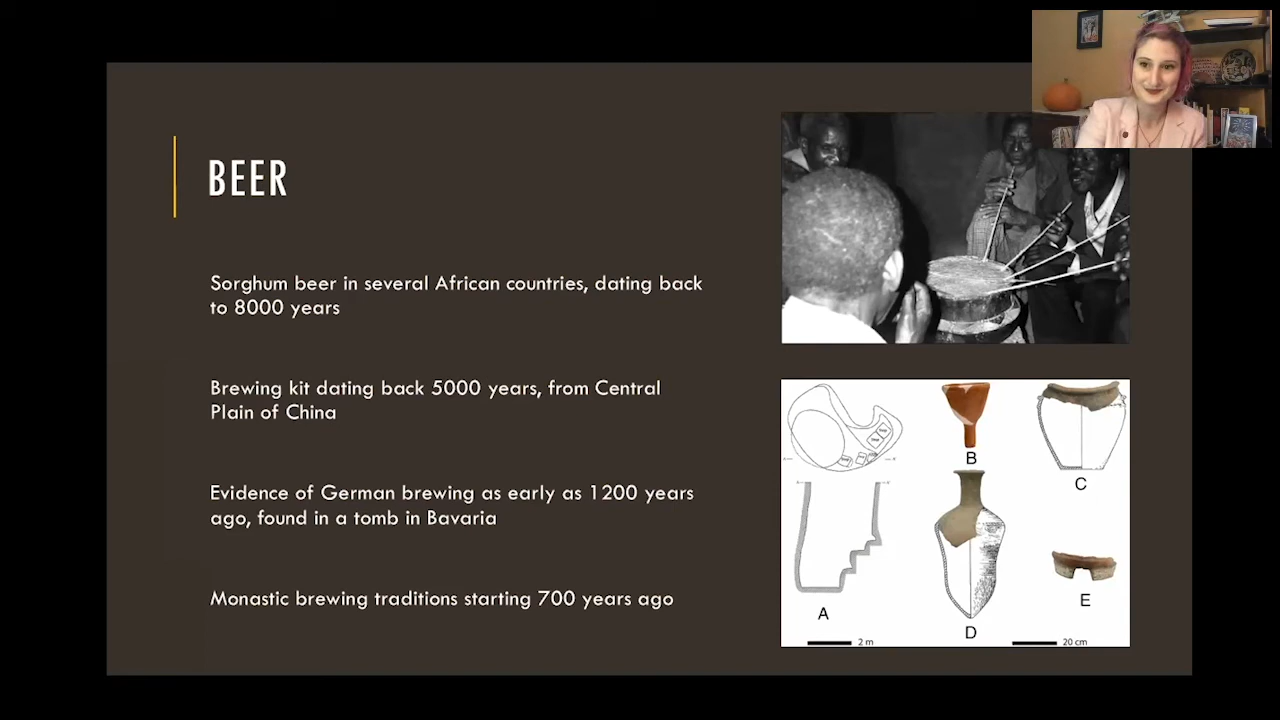 BEER
Sorghum beer in several African countries, dating back
to 8000 years
Brewing kit dating back 5000 years, from Central
Plain of China
Evidence of German brewing as early as 1200 years
ago, found in a tomb in Bavaria
Monastic brewing traditions starting 700 years ago
B
C
E
A
D
2 m
20 cm